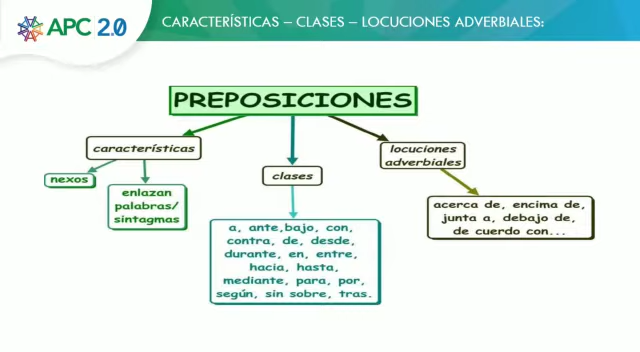 APC 2.0
CARACTERÍSTICAS – CLASES – LOCUCIONES ADVERBIALES:
PREPOSICIONES
características
nexos
enlazan
palabras/
sintagmas
clases
a, ante,bajo, con,
contra, de, desde,
durante, en, entre,
hacia, hasta,
mediante, para, por,
según, sin sobre, tras.
locuciones
adverbiales
acerca de, encima de,
junta a, debajo de,
de cuerdo con...